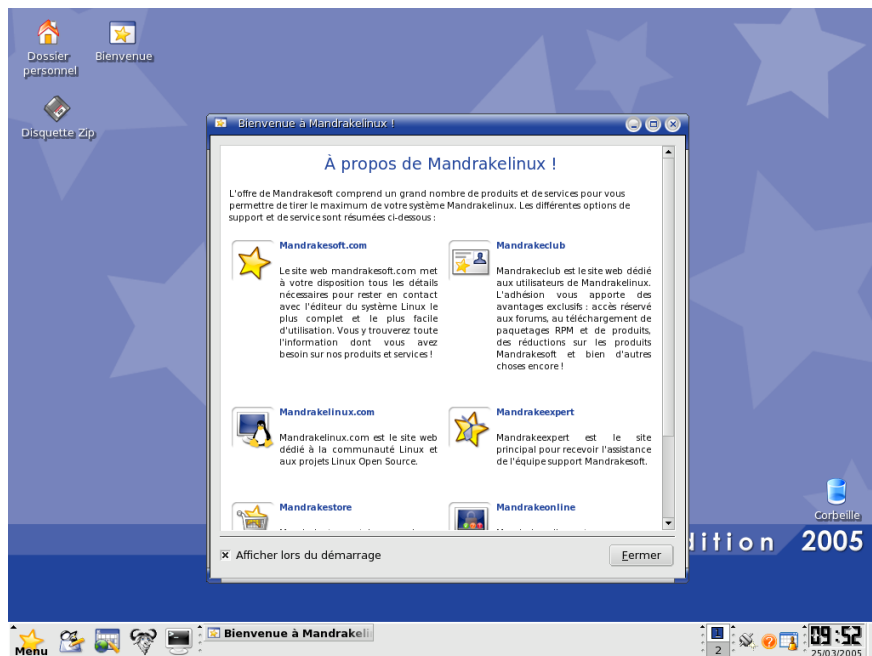 Dossier
personnel
Bienvenue
Disquette Zip
Bienvenue à Mandrakelinux !
À propos de Mandrakelinux !
L'offre de Mandrakesoft comprend un grand nombre de produits et de services pour vous
permettre de tirer le maximum de votre système Mandrakelinux. Les différentes options de
support et de service sont résumées ci-dessous :
Mandrakesoft.com
Le site web mandrakesoft.com met
à votre disposition tous les détails
nécessaires pour rester en contact
avec l'éditeur du système Linux le
plus complet et le plus facile
d'utilisation. Vous y trouverez toute
l'information dont vous avez
besoin sur nos produits et services !
Mandrakeclub
Mandrakeclub est le site web dédié
aux utilisateurs de Mandrakelinux.
L'adhésion vous apporte des
avantages exclusifs : accès réservé
aux forums, au téléchargement de
paquetages RPM et de produits,
des réductions sur les produits
Mandrakesoft et bien d'autres
choses encore !
Mandrakelinux.com
Mandrakelinux.com est le site web
dédié à la communauté Linux et
aux projets Linux Open Source.
Mandrakeexpert
Mandrakeexpert est le site
principal pour recevoir l'assistance
de l'équipe support Mandrakesoft.
Mandrakestore
Mandrakeonline
Afficher lors du démarrage
Fermer
Corbeille
dition 2005
Menu
Bienvenue à Mandrakeli
2
09:52
25/03/2005